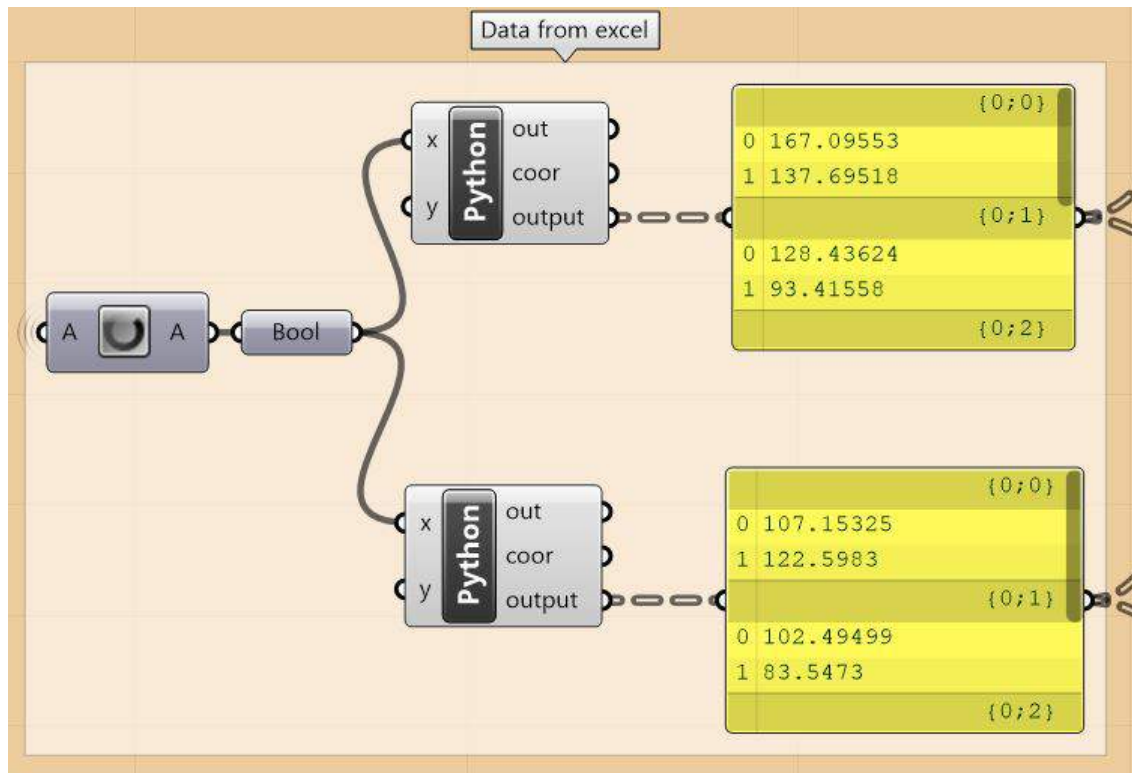 Data from excel
x
y
Python
out
coor
output
{0;0}
0 167.09553
1 137.69518
{0;1}
0 128.43624
1 93.41558
{0;2}
A A
Bool
x
y
Python
out
coor
output
{0;0}
0 107.15325
1 122.5983
{0;1}
0 102.49499
1 83.5473
{0;2}